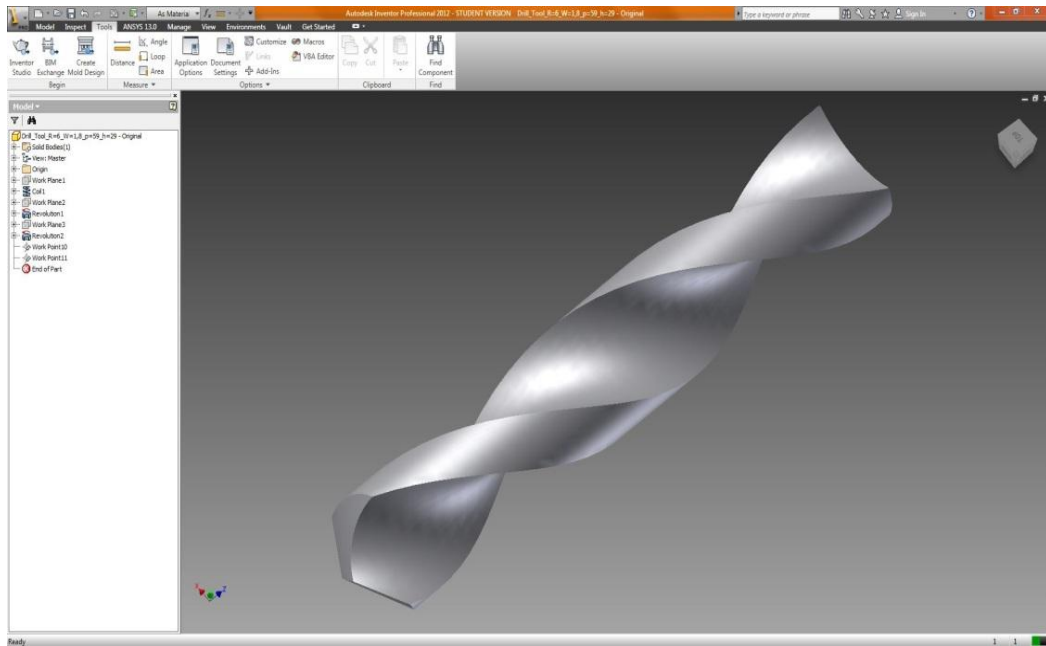 As Materia
Autodesk Inventor Professional 2012 - STUDENT VERSION Drill_Tool_R=6_W=1,8_p=59_h=29 - Original
Type a keyword or phrase
Sign In
PRO
Model Inspect Tools ANSYS 13.0 Manage View Environments Vault Get Started
Inventor Studio
BIM Exchange
Create Mold Design
Distance
Angle
Loop
Area
Application Options
Document Settings
Customize
Links
Add-Ins
Macros
VBA Editor
Copy Cut Paste
Find Component
Begin Measure Options Clipboard Find
Model
Drill_Tool_R=6_W=1,8_p=59_h=29 - Original
Solid Bodies(1)
View: Master
Origin
Work Plane1
Coil1
Work Plane2
Revolution1
Work Plane3
Revolution2
Work Point10
Work Point11
End of Part
X Z
Ready 1 1